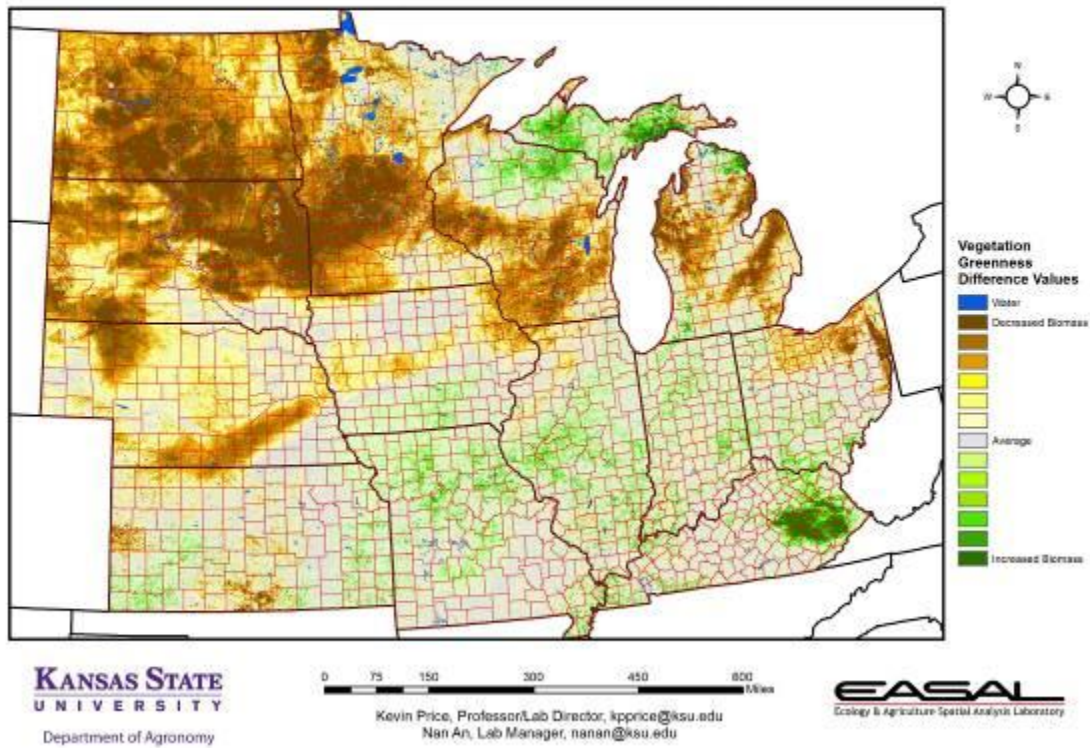 N
W E
S
Vegetation
Greenness
Difference Values
Water
Decreased Biomass
Average
Increased Biomass
KANSAS STATE
UNIVERSITY
Department of Agronomy
0 75 150 300 450 600
Miles
Kevin Price, Professor/Lab Director, kpprice@ksu.edu
Nan An, Lab Manager, nanan@ksu.edu
EASAL
Ecology & Agriculture Spatial Analysis Laboratory